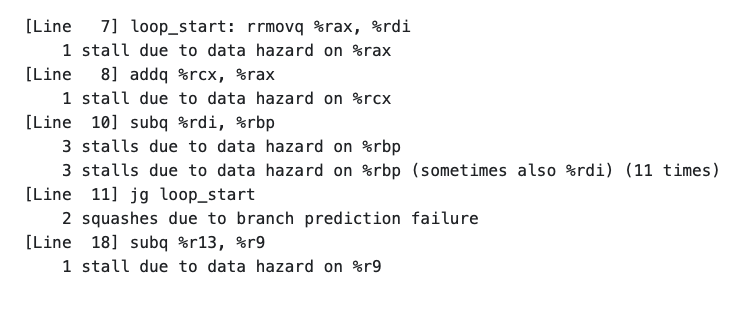 [Line   7] loop_start: rrmovq %rax, %rdi
    1 stall due to data hazard on %rax
[Line   8] addq %rcx, %rax
    1 stall due to data hazard on %rcx
[Line  10] subq %rdi, %rbp
    3 stalls due to data hazard on %rbp
    3 stalls due to data hazard on %rbp (sometimes also %rdi) (11 times)
[Line  11] jg loop_start
    2 squashes due to branch prediction failure
[Line  18] subq %r13, %r9
    1 stall due to data hazard on %r9